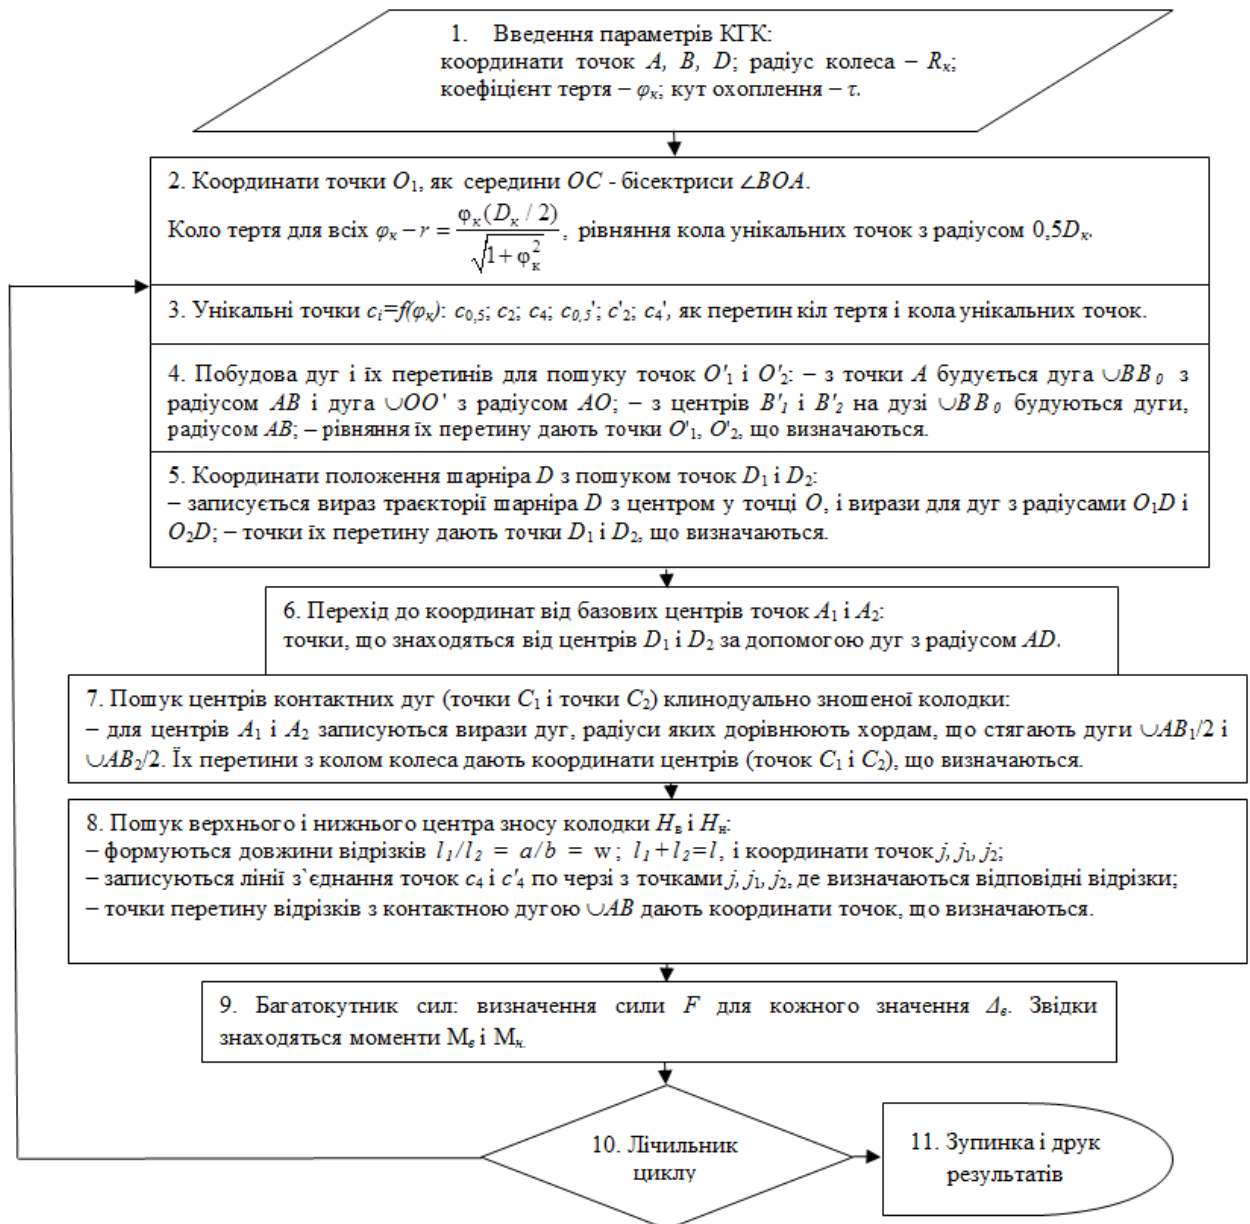 1. Введення параметрів КГК:
координати точок A, B, D; радіус колеса – Rк;
коефіцієнт тертя – φк; кут охоплення – τ.
2. Координати точки O1, як середини OC - бісектриси ∠BOA.
Коло тертя для всіх φк – r = φк(Dк / 2) / √(1 + φк²), рівняння кола унікальних точок з радіусом 0,5Dк.
3. Унікальні точки ci=f(φк): c0,5; c2; c4; c0,5'; c'2; c4', як перетин кіл тертя і кола унікальних точок.
4. Побудова дуг і їх перетинів для пошуку точок O'1 і O'2: – з точки A будується дуга ∪BB0 з
радіусом AB і дуга ∪OO' з радіусом AO; – з центрів B'1 і B'2 на дузі ∪BB0 будуються дуги,
радіусом AB; – рівняння їх перетину дають точки O'1, O'2, що визначаються.
5. Координати положення шарніра D з пошуком точок D1 і D2:
– записується вираз траєкторії шарніра D з центром у точці O, і вирази для дуг з радіусами O1D і
O2D; – точки їх перетину дають точки D1 і D2, що визначаються.
6. Перехід до координат від базових центрів точок A1 і A2:
точки, що знаходяться від центрів D1 і D2 за допомогою дуг з радіусом AD.
7. Пошук центрів контактних дуг (точки C1 і точки C2) клинодуально зношеної колодки:
– для центрів A1 і A2 записуються вирази дуг, радіуси яких дорівнюють хордам, що стягають дуги ∪AB1/2 і
∪AB2/2. Їх перетини з колом колеса дають координати центрів (точок C1 і C2), що визначаються.
8. Пошук верхнього і нижнього центра зносу колодки Hв і Hн:
– формуються довжини відрізків l1/l2 = a/b = w; l1+l2=l, і координати точок j, j1, j2;
– записуються лінії з`єднання точок c4 і c'4 по черзі з точками j, j1, j2, де визначаються відповідні відрізки;
– точки перетину відрізків з контактною дугою ∪AB дають координати точок, що визначаються.
9. Багатокутник сил: визначення сили F для кожного значення Δв. Звідки
знаходяться моменти Mв і Mн.
10. Лічильник
циклу
11. Зупинка і друк
результатів